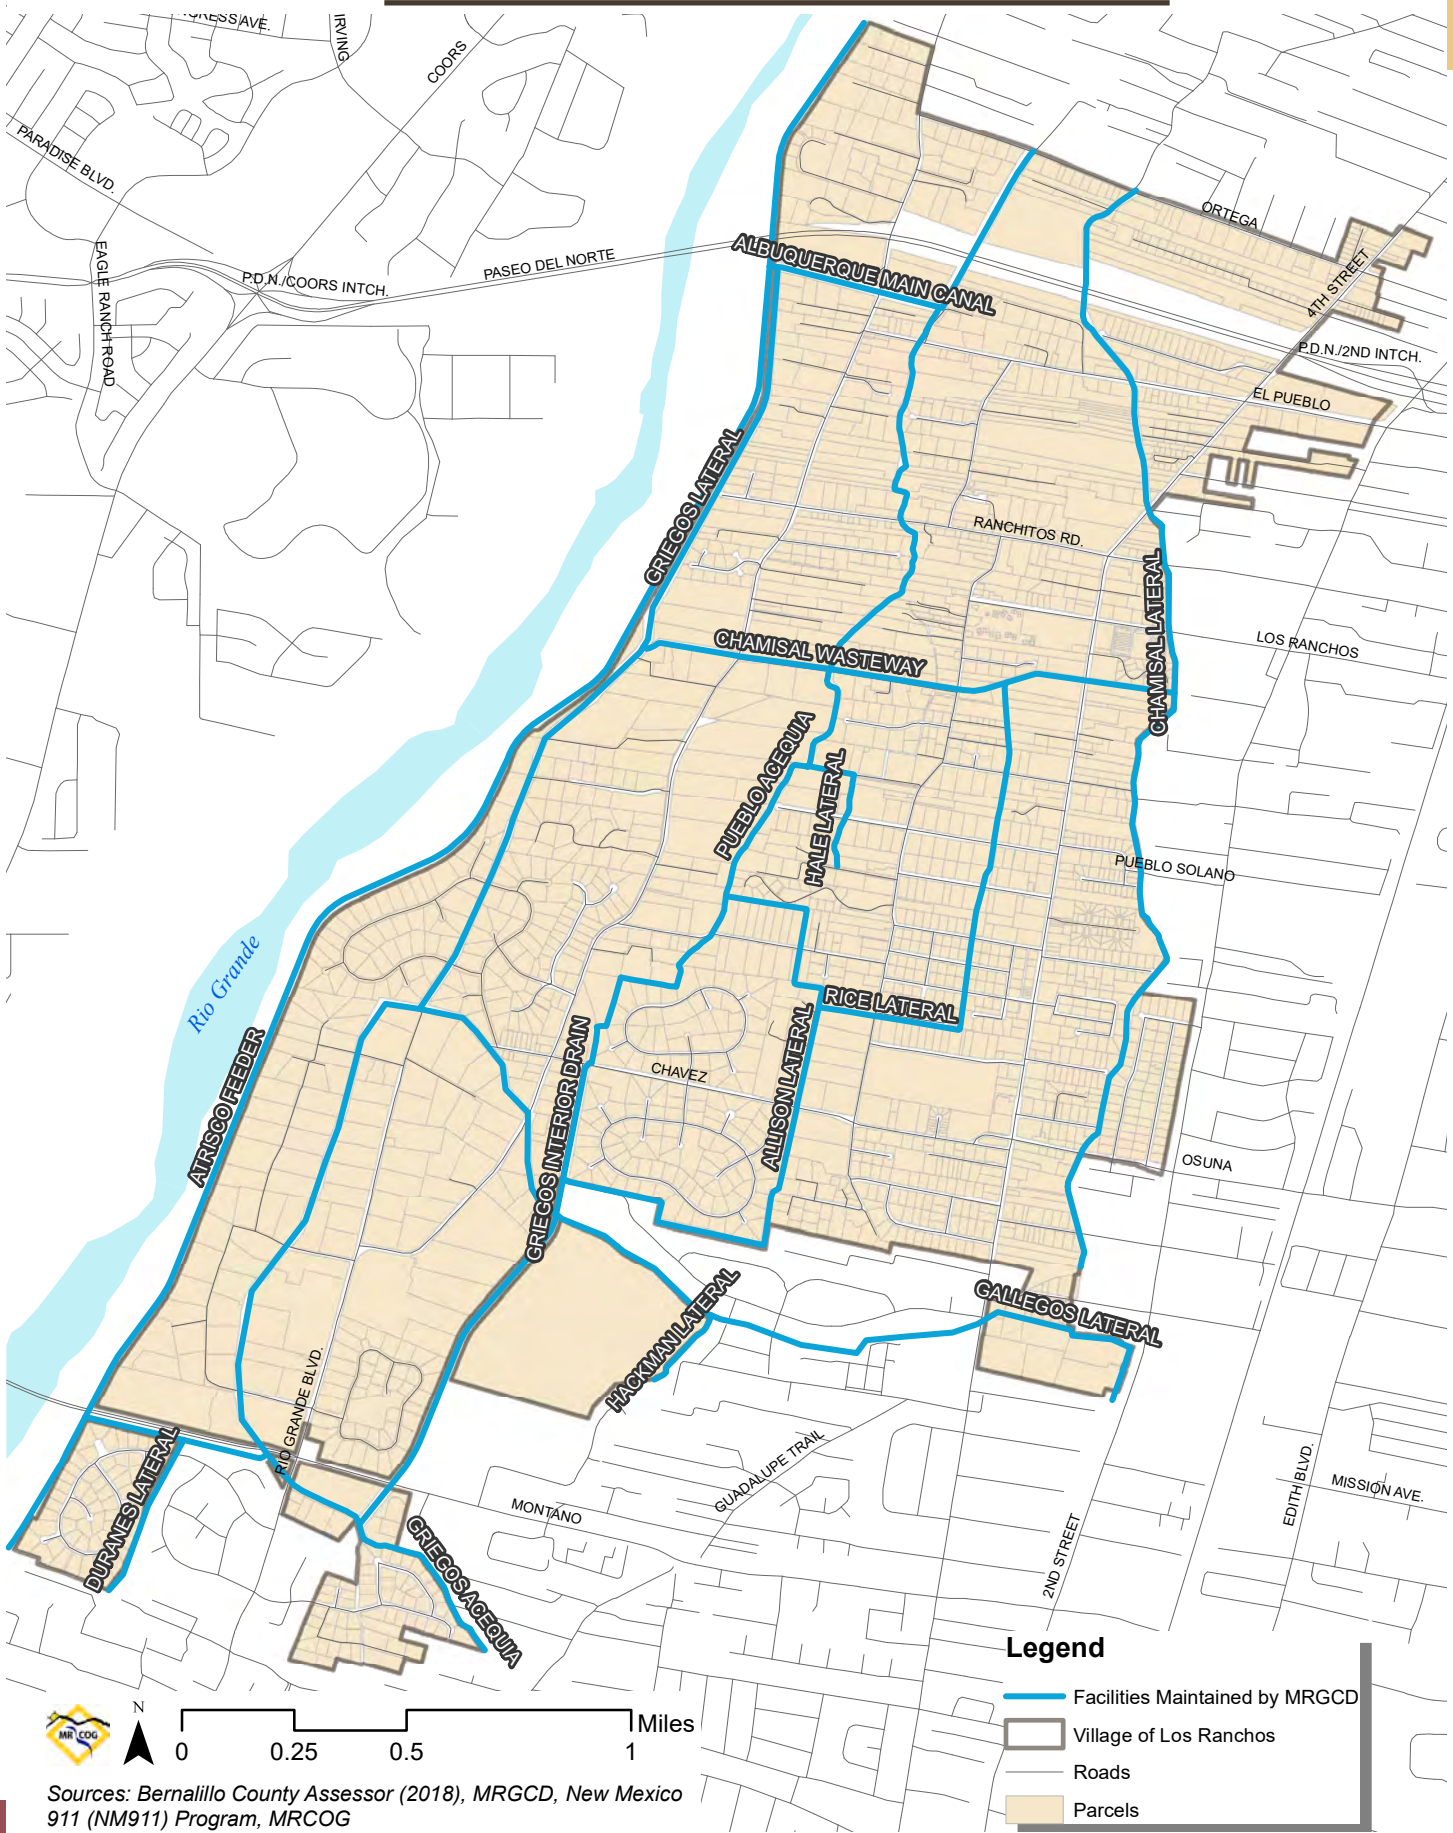 IRVING
COORS
PARADISE BLVD.
EAGLE RANCH ROAD
P.D.N./COORS INTCH.
PASEO DEL NORTE
ALBUQUERQUE MAIN CANAL
ORTEGA
4TH STREET
P.D.N./2ND INTCH.
EL PUEBLO
GRIEGOS LATERAL
RANCHITOS RD.
CHAMISAL LATERAL
LOS RANCHOS
CHAMISAL WASTEWAY
PUEBLO ACEQUIA
HALE LATERAL
PUEBLO SOLANO
Rio Grande
RICE LATERAL
ATRISCO FEEDER
GRIEGOS INTERIOR DRAIN
CHAVEZ
ALLISON LATERAL
OSUNA
HACKMAN LATERAL
GALLEGOS LATERAL
RIO GRANDE BLVD.
DURANES LATERAL
GUADALUPE TRAIL
MONTANO
EDITH BLVD.
MISSION AVE.
2ND STREET
GRIEGOS ACEQUIA
Legend
Facilities Maintained by MRGCD
Village of Los Ranchos
Roads
Parcels
MR COG
N
Miles
0 0.25 0.5 1
Sources: Bernalillo County Assessor (2018), MRGCD, New Mexico
911 (NM911) Program, MRCOG